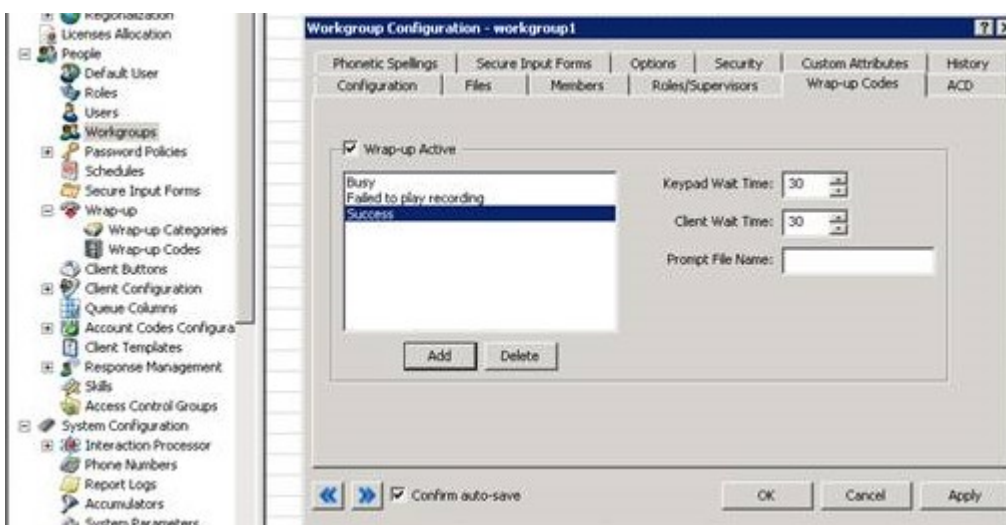 Regionalization
Licenses Allocation
People
Default User
Roles
Users
Workgroups
Password Policies
Schedules
Secure Input Forms
Wrap-up
Wrap-up Categories
Wrap-up Codes
Client Buttons
Client Configuration
Queue Columns
Account Codes Configura
Client Templates
Response Management
Skills
Access Control Groups
System Configuration
Interaction Processor
Phone Numbers
Report Logs
Accumulators
System Parameters
Workgroup Configuration - workgroup1
Phonetic Spellings Secure Input Forms Options Security Custom Attributes History
Configuration Files Members Roles/Supervisors Wrap-up Codes ACD
Wrap-up Active
Busy
Failed to play recording
Success
Keypad Wait Time: 30
Client Wait Time: 30
Prompt File Name:
Add Delete
Confirm auto-save
OK Cancel Apply